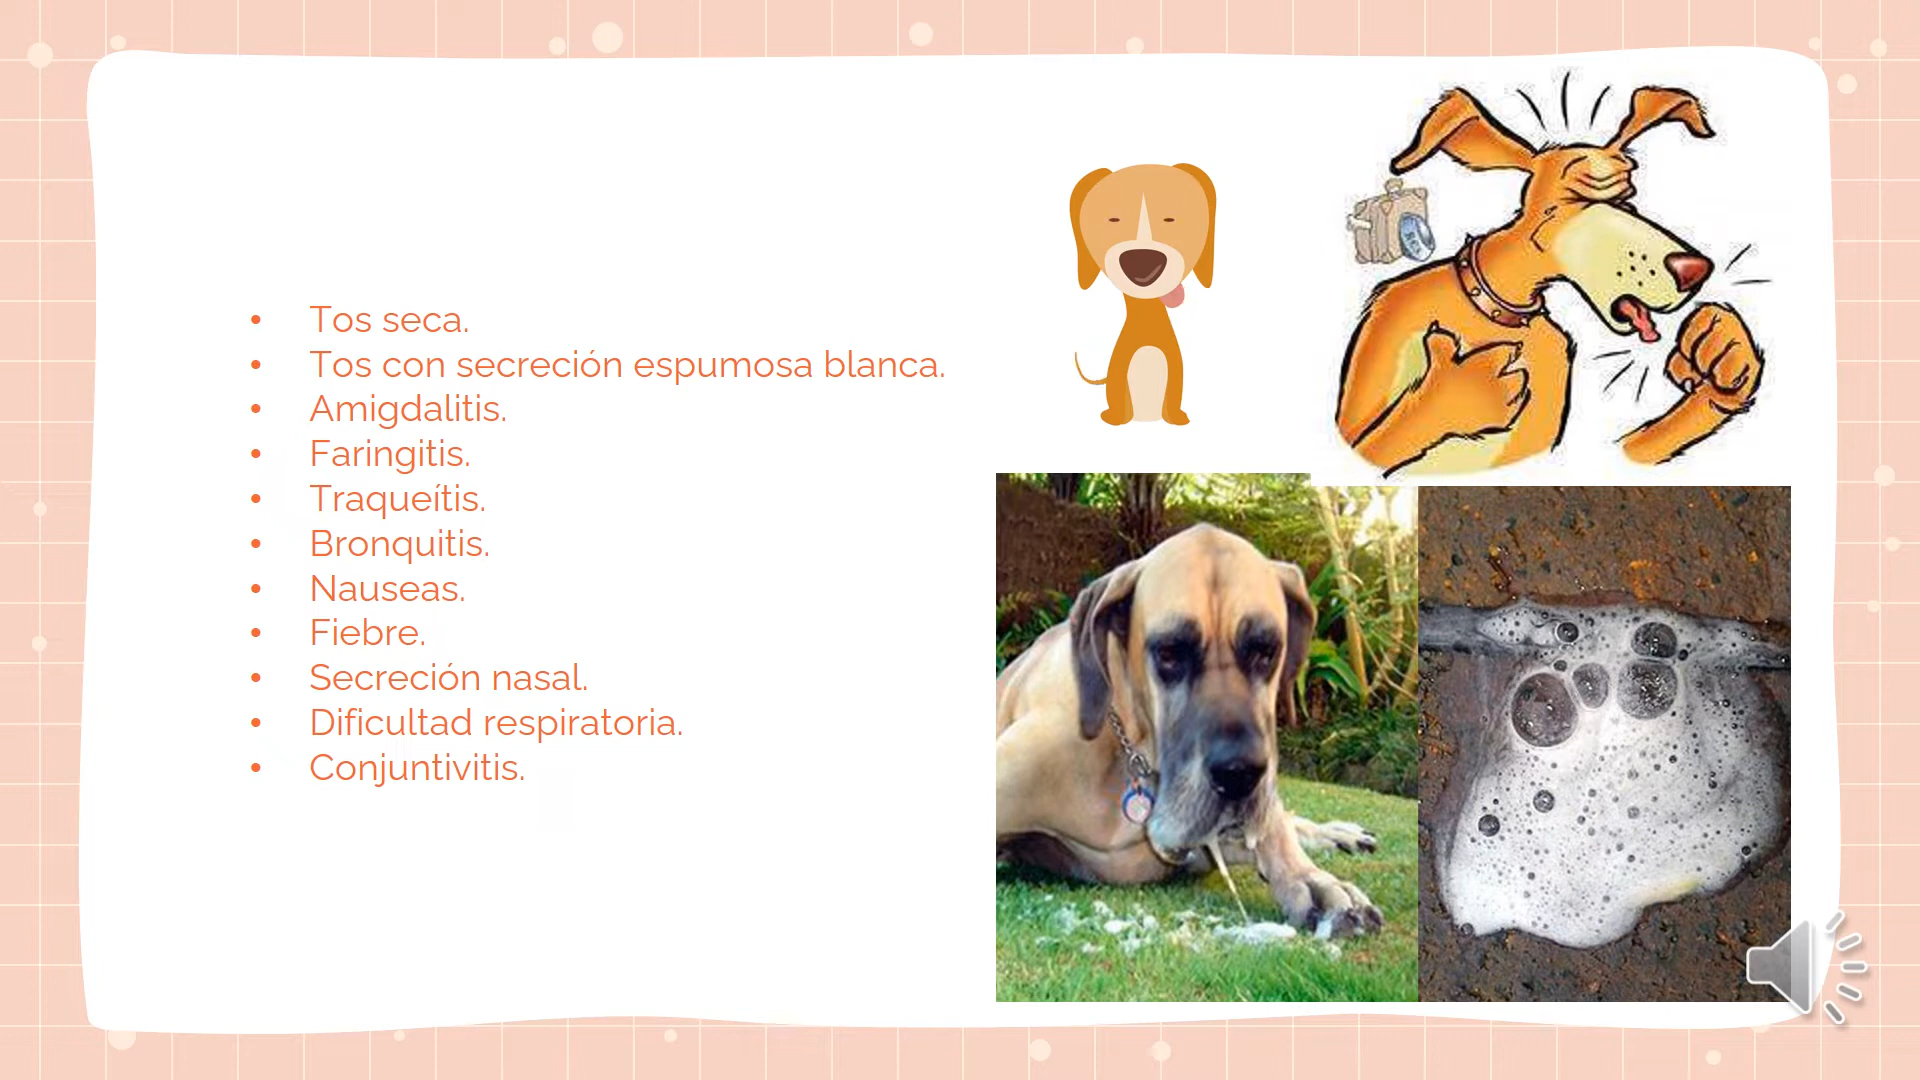 • Tos seca.
• Tos con secreción espumosa blanca.
• Amigdalitis.
• Faringitis.
• Traqueítis.
• Bronquitis.
• Nauseas.
• Fiebre.
• Secreción nasal.
• Dificultad respiratoria.
• Conjuntivitis.